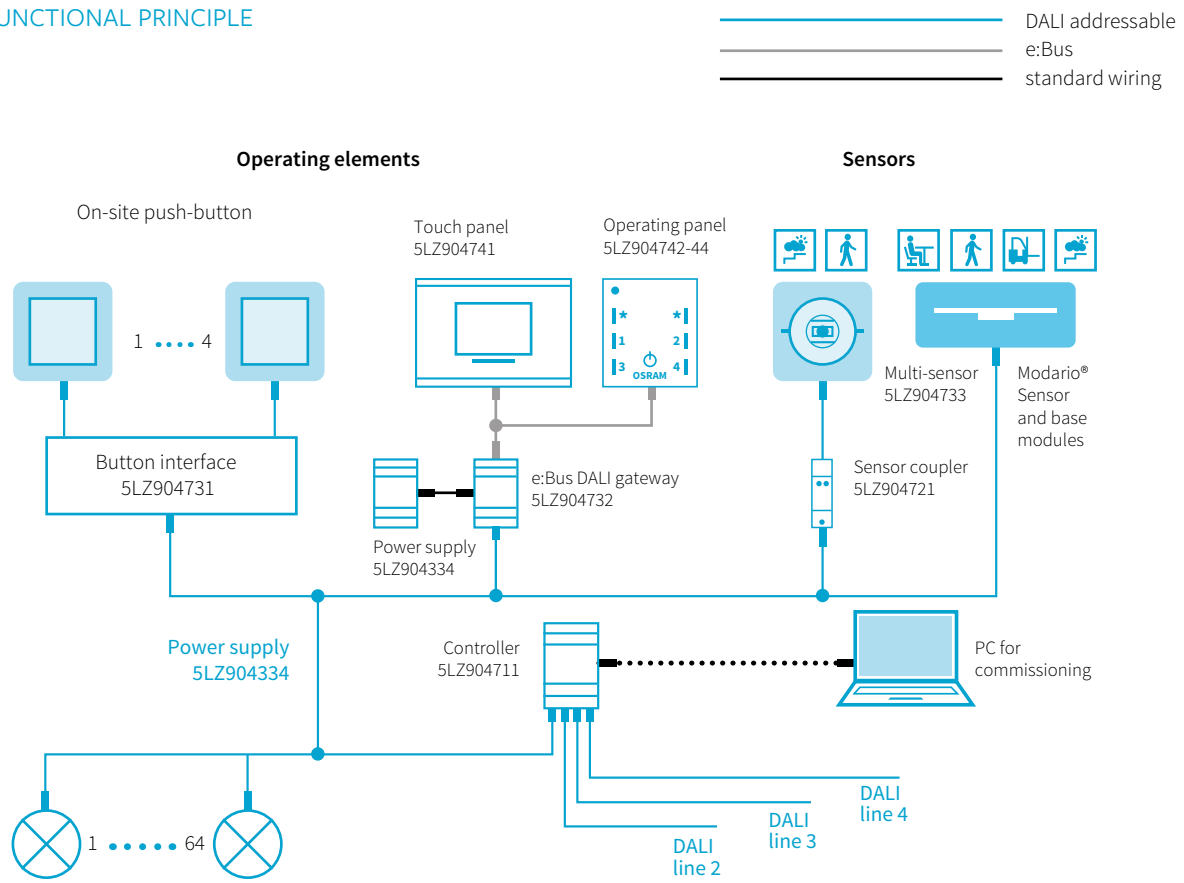 UNCTIONAL PRINCIPLE
DALI addressable
e:Bus
standard wiring
Operating elements
Sensors
On-site push-button
1 •••• 4
Touch panel
5LZ904741
Operating panel
5LZ904742-44
* *
1 2
3 4
OSRAM
Multi-sensor
5LZ904733
Modario®
Sensor
and base
modules
Button interface
5LZ904731
e:Bus DALI gateway
5LZ904732
Power supply
5LZ904334
Sensor coupler
5LZ904721
Power supply
5LZ904334
Controller
5LZ904711
PC for
commissioning
1 ••••• 64
DALI
line 2
DALI
line 3
DALI
line 4